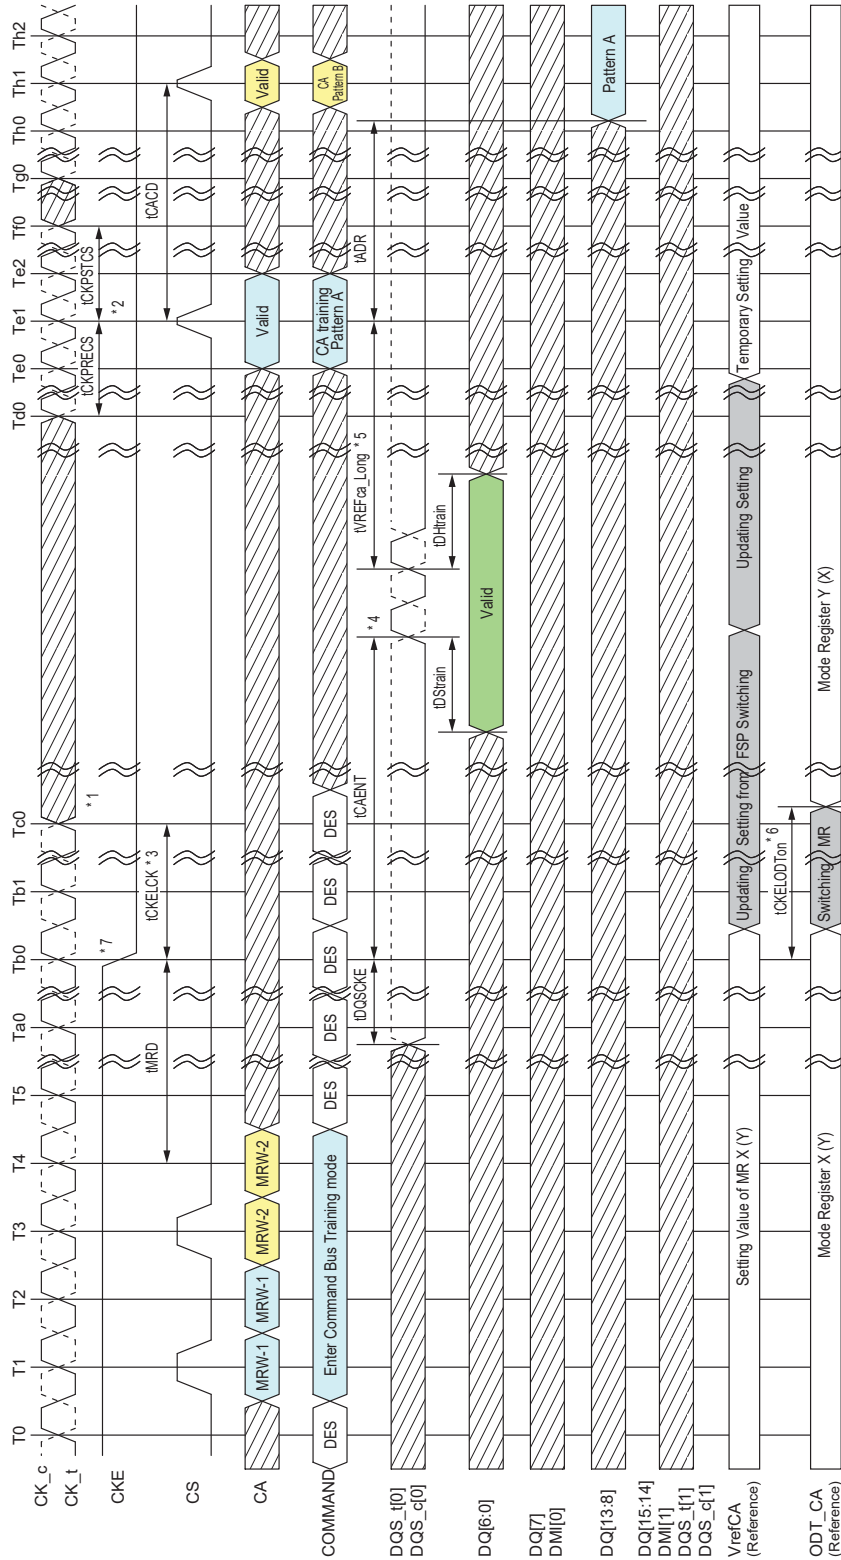 T0 T1 T2 T3 T4 T5 Ta0 Tb0 Tb1 Tc0 Td0 Te0 Te1 Te2 Tf0 Tg0 Th0 Th1 Th2
CK_c
CK_t
* 1
tCKPRECS
tCKPSTCS
* 2
CKE
* 7
tMRD
tCKELCK * 3
tCACD
CS
CA
MRW-1
MRW-1
MRW-2
MRW-2
Valid
Valid
COMMAND
DES
Enter Command Bus Training mode
DES
DES
DES
DES
DES
CA training
Pattern A
CA
Pattern B
tDQSCKE
tCAENT
tVREFca_Long * 5
tADR
DQS_t[0]
DQS_c[0]
* 4
tDStrain
tDHtrain
DQ[6:0]
Valid
DQ[7]
DMI[0]
DQ[13:8]
Pattern A
DQ[15:14]
DMI[1]
DQS_t[1]
DQS_c[1]
VrefCA
(Reference)
Setting Value of MR X (Y)
Updating Setting from FSP Switching
Updating Setting
Temporary Setting Value
tCKELODTon
* 6
ODT_CA
(Reference)
Mode Register X (Y)
Switching MR
Mode Register Y (X)